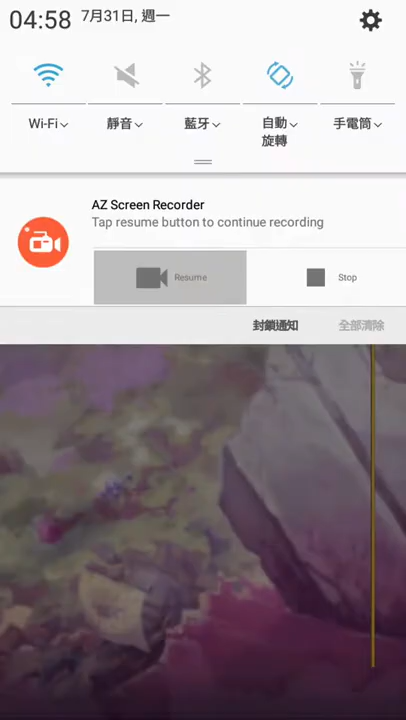 04:58 7月31日, 週一
Wi-Fi 靜音 藍牙 自動旋轉 手電筒
AZ Screen Recorder
Tap resume button to continue recording
Resume Stop
封鎖通知 全部清除